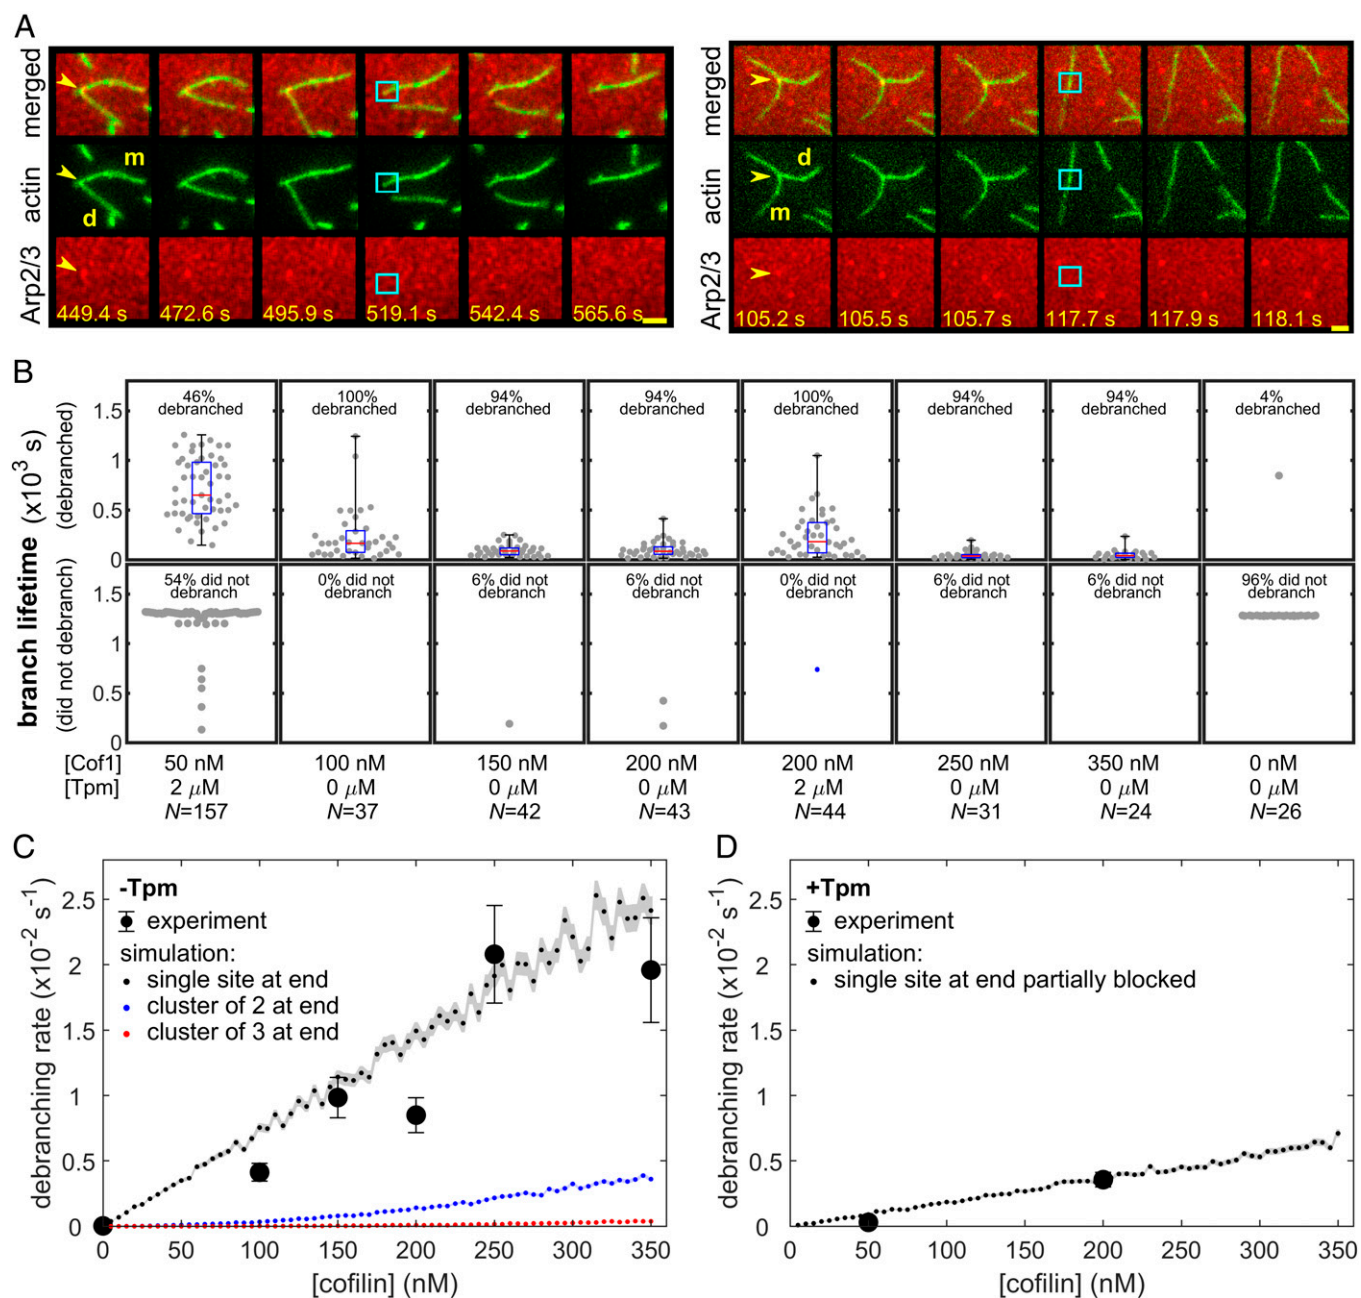 A
merged
actin
Arp2/3
m
d
449.4 s 472.6 s 495.9 s 519.1 s 542.4 s 565.6 s
merged
actin
Arp2/3
d
m
105.2 s 105.5 s 105.7 s 117.7 s 117.9 s 118.1 s
B
branch lifetime (x10³ s)
(debranched)
(did not debranch)
1.5
1
0.5
0
46% debranched
100% debranched
94% debranched
94% debranched
100% debranched
94% debranched
94% debranched
4% debranched
1.5
1
0.5
0
54% did not debranch
0% did not debranch
6% did not debranch
6% did not debranch
0% did not debranch
6% did not debranch
6% did not debranch
96% did not debranch
[Cof1] 50 nM 100 nM 150 nM 200 nM 200 nM 250 nM 350 nM 0 nM
[Tpm] 2 μM 0 μM 0 μM 0 μM 2 μM 0 μM 0 μM 0 μM
N=157 N=37 N=42 N=43 N=44 N=31 N=24 N=26
C
debranching rate (x10⁻² s⁻¹)
2.5
2
1.5
1
0.5
0
-Tpm
experiment
simulation:
single site at end
cluster of 2 at end
cluster of 3 at end
0 50 100 150 200 250 300 350
[cofilin] (nM)
D
debranching rate (x10⁻² s⁻¹)
2.5
2
1.5
1
0.5
0
+Tpm
experiment
simulation:
single site at end partially blocked
0 50 100 150 200 250 300 350
[cofilin] (nM)